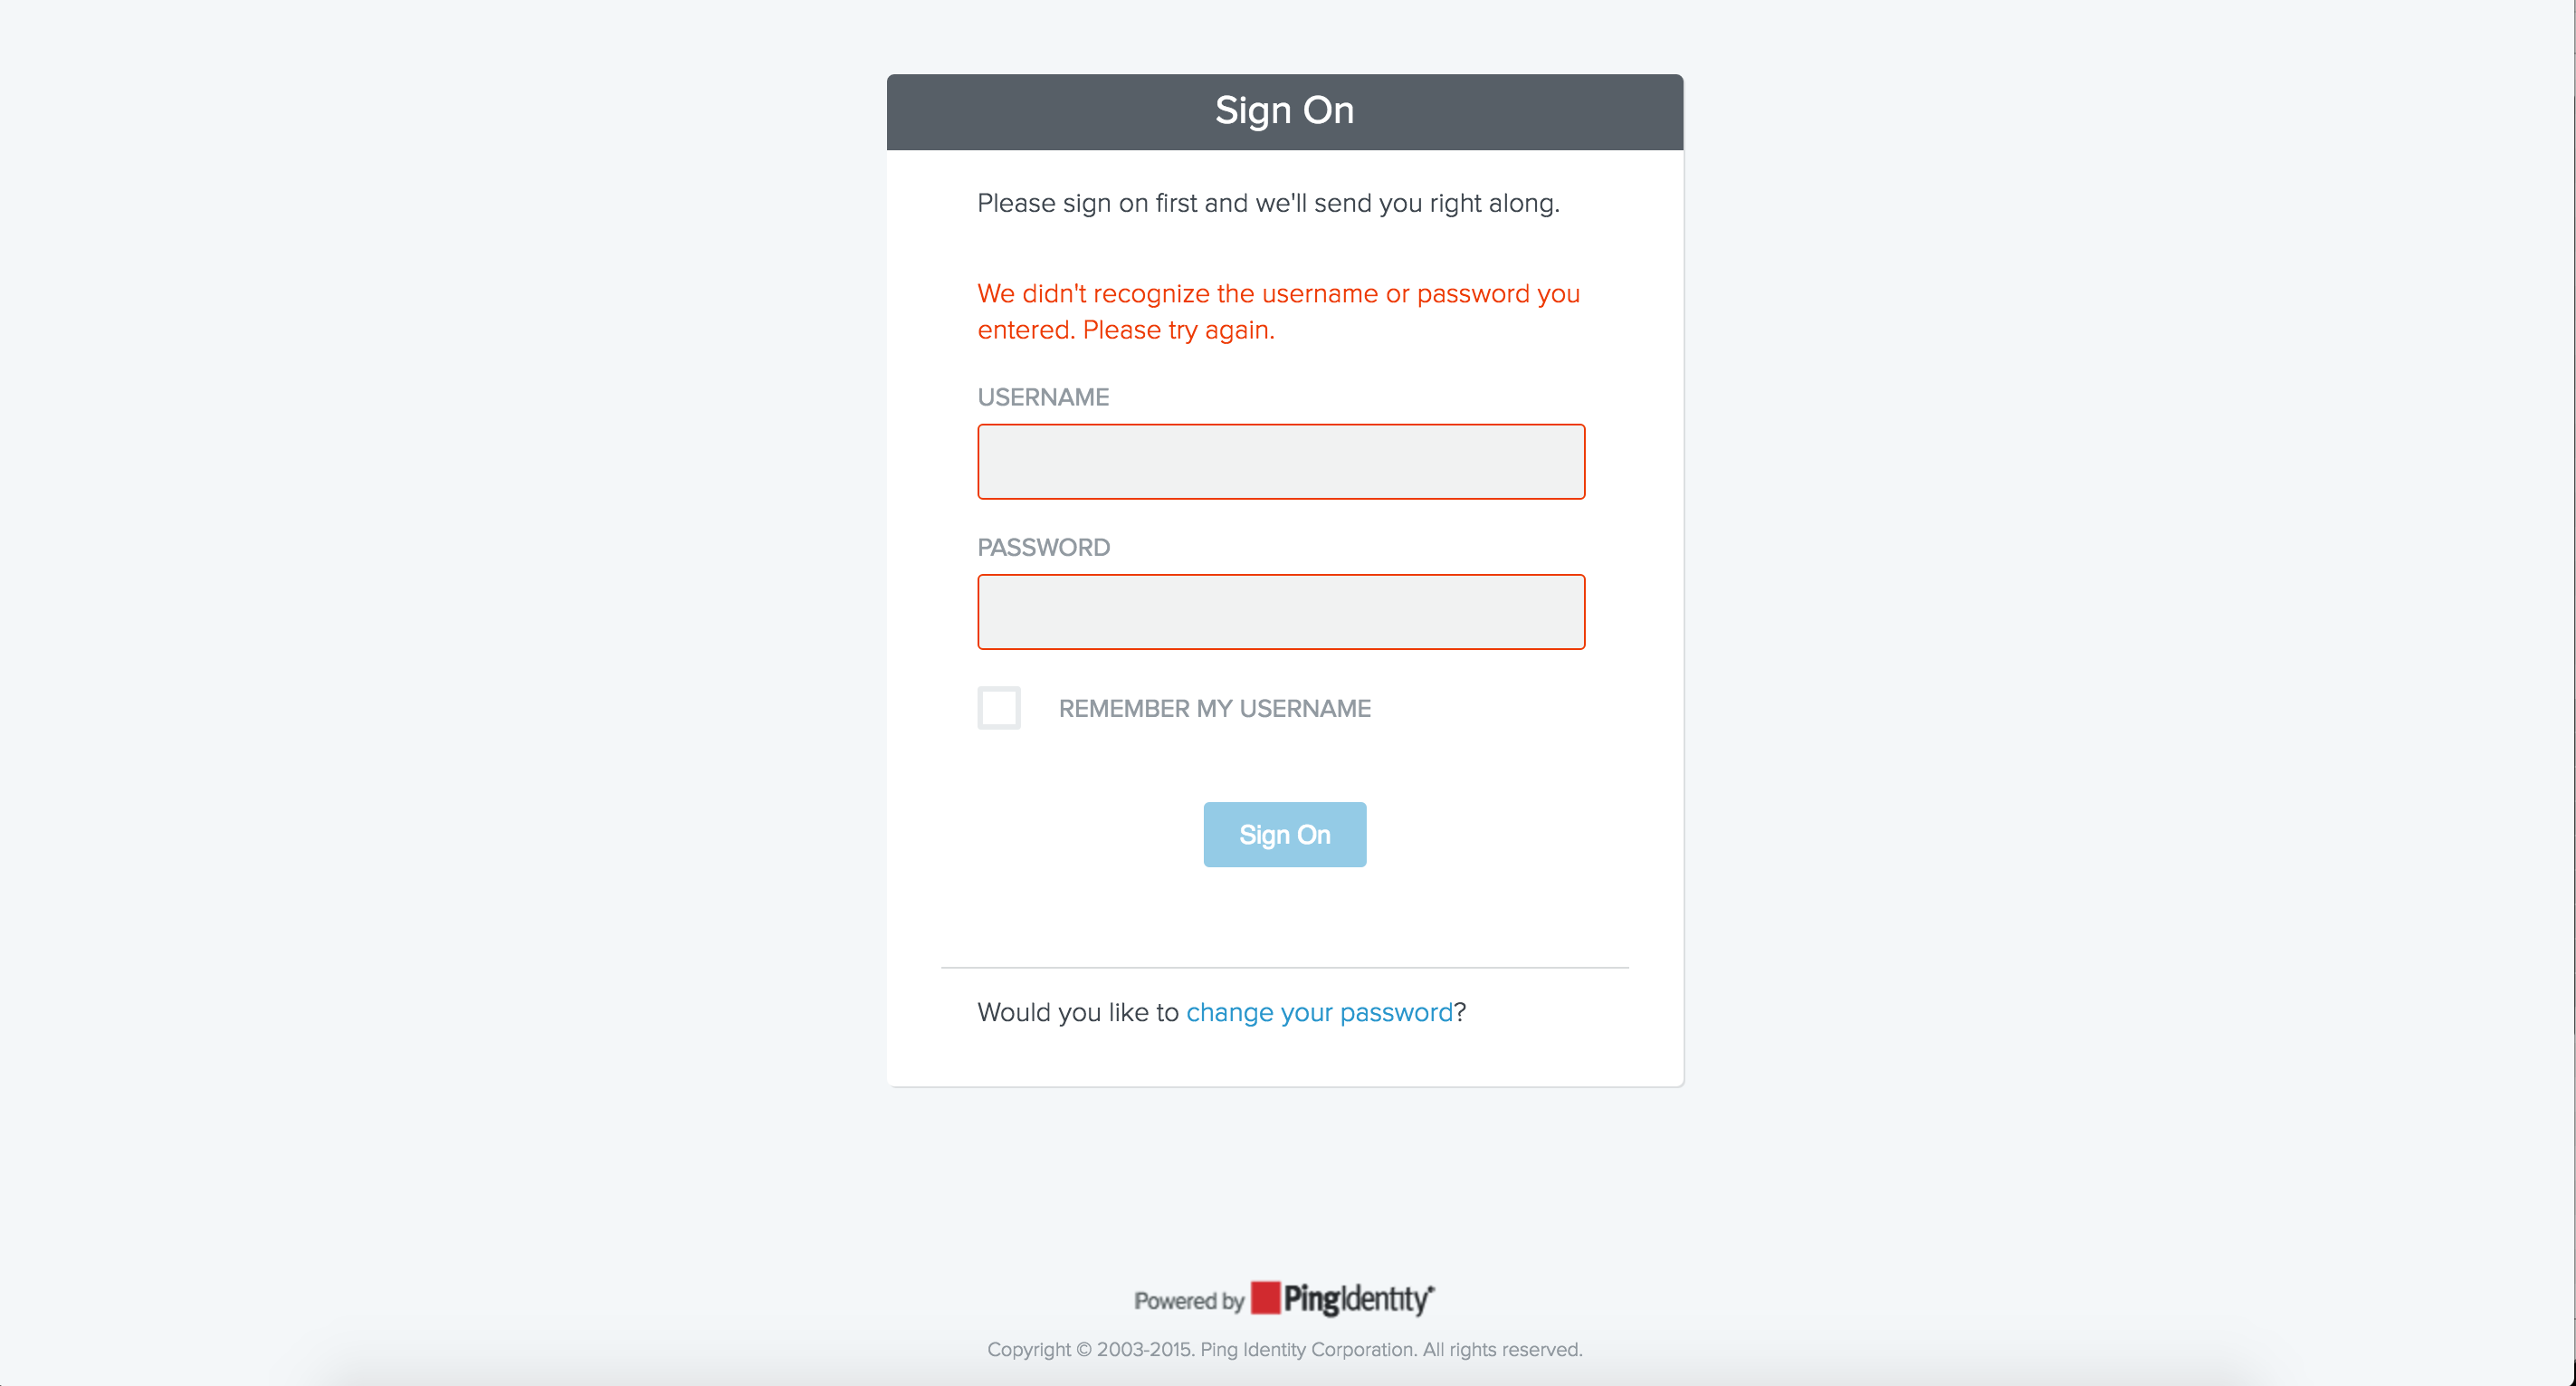 Sign On
Please sign on first and we'll send you right along.
We didn't recognize the username or password you
entered. Please try again.
USERNAME
PASSWORD
REMEMBER MY USERNAME
Sign On
Would you like to change your password?
Powered by PingIdentity®
Copyright © 2003-2015. Ping Identity Corporation. All rights reserved.